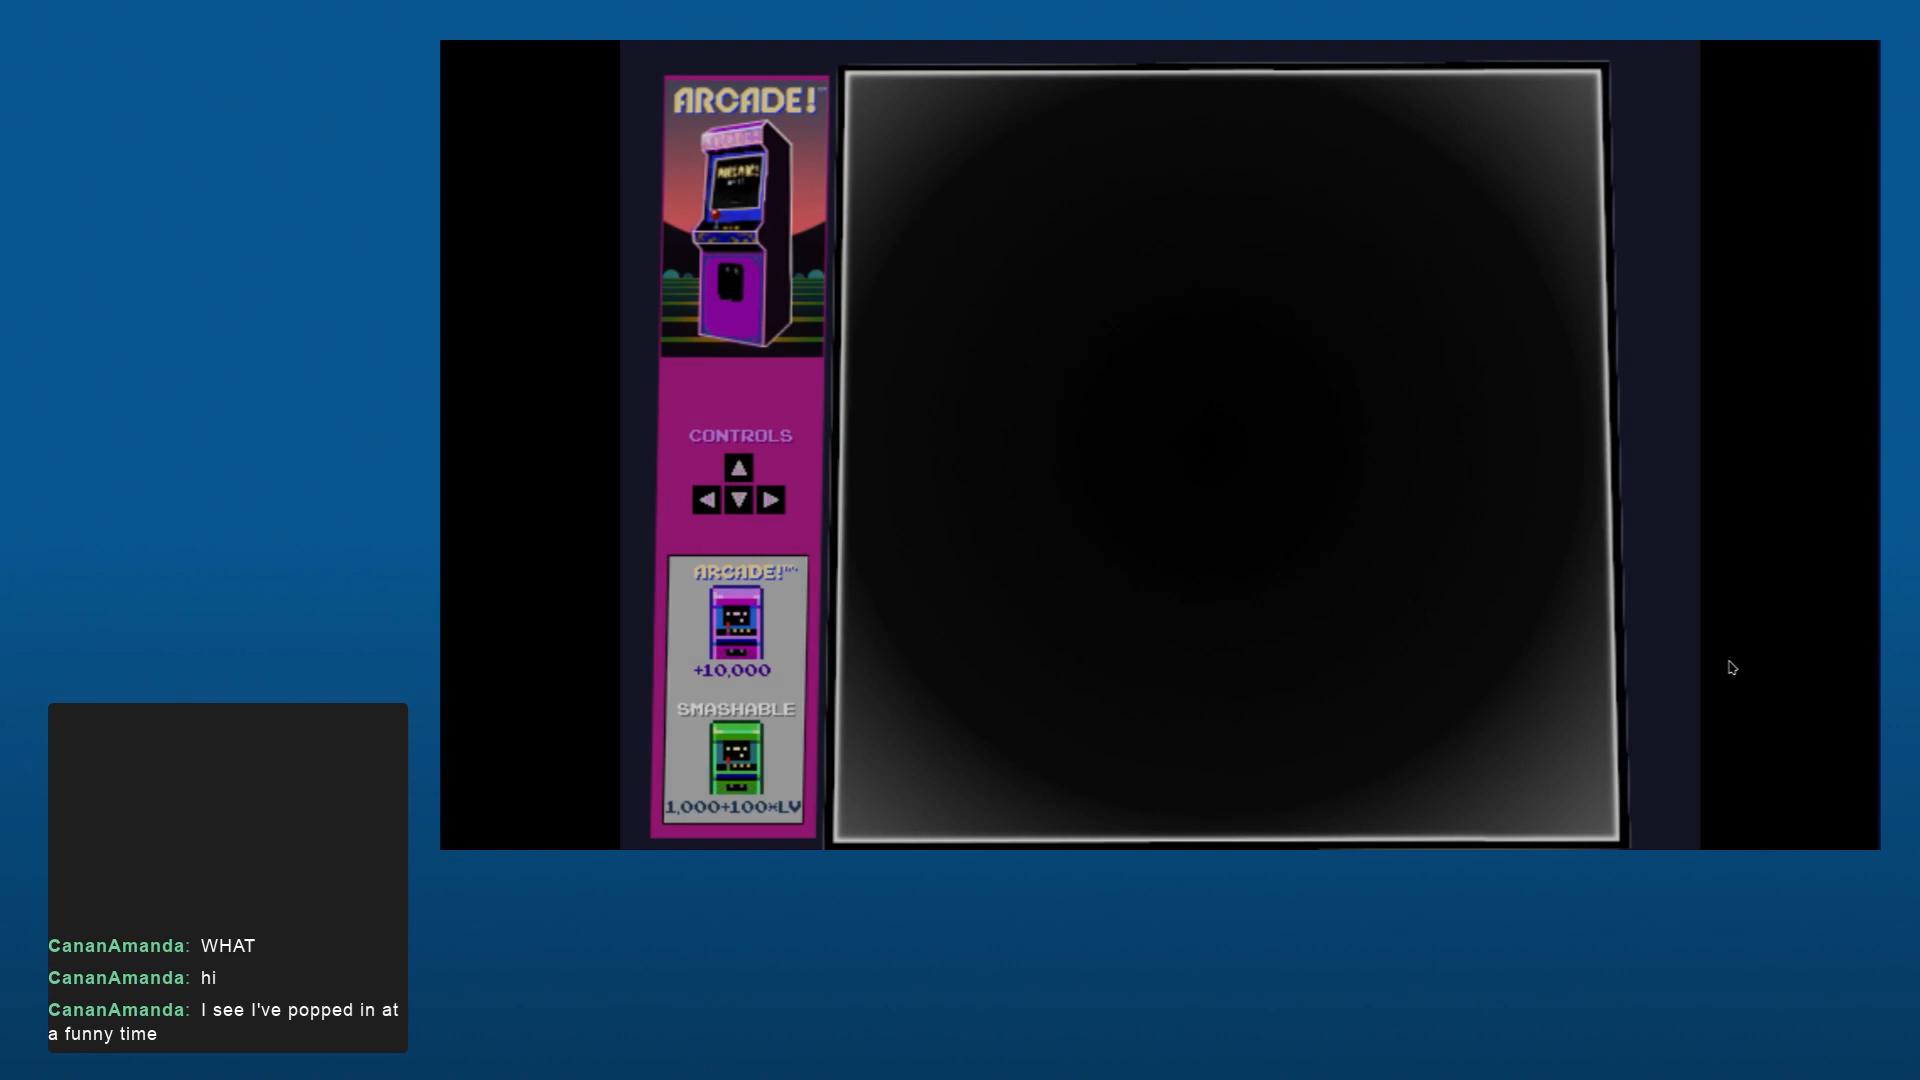 ARCADE!
CONTROLS
ARCADE!™
+10,000
SMASHABLE
1,000+100×LV
CananAmanda: WHAT
CananAmanda: hi
CananAmanda: I see I've popped in at
a funny time